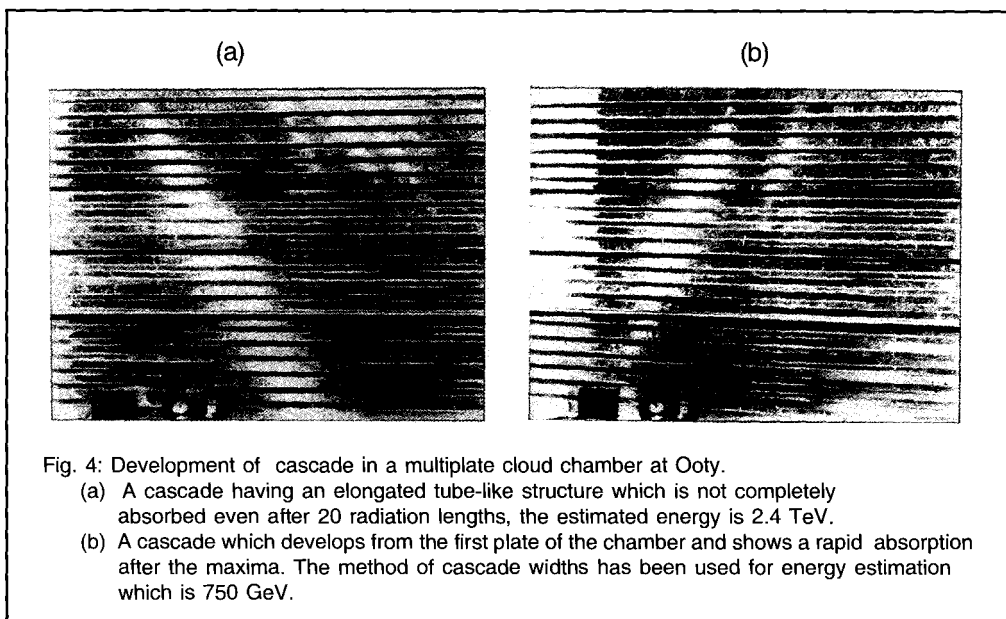 (a) (b)
Fig. 4: Development of cascade in a multiplate cloud chamber at Ooty.
(a) A cascade having an elongated tube-like structure which is not completely
absorbed even after 20 radiation lengths, the estimated energy is 2.4 TeV.
(b) A cascade which develops from the first plate of the chamber and shows a rapid absorption
after the maxima. The method of cascade widths has been used for energy estimation
which is 750 GeV.